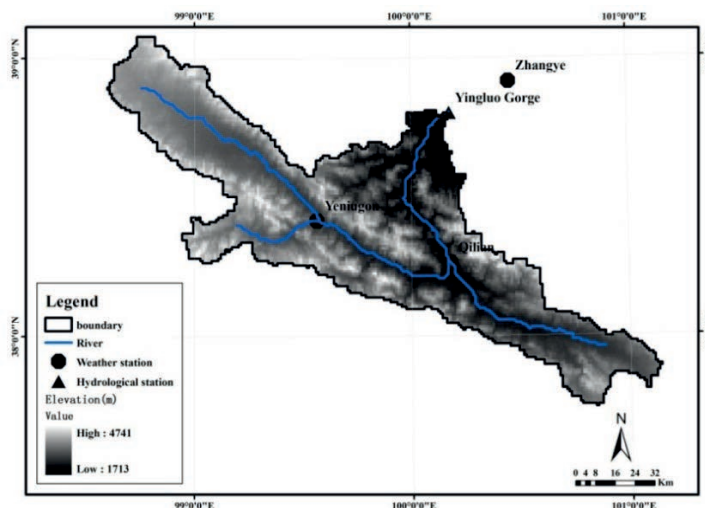 99°0'0"N 100°0'0"N 101°0'0"N
39°0'0"N
Zhangye
Yingluo Gorge
Yeniugou
Qilian
38°0'0"N
Legend
boundary
River
Weather station
Hydrological station
Elevation(m)
Value
High : 4741
Low : 1713
N
0 4 8 16 24 32
Km
99°0'0"N 100°0'0"N 101°0'0"N